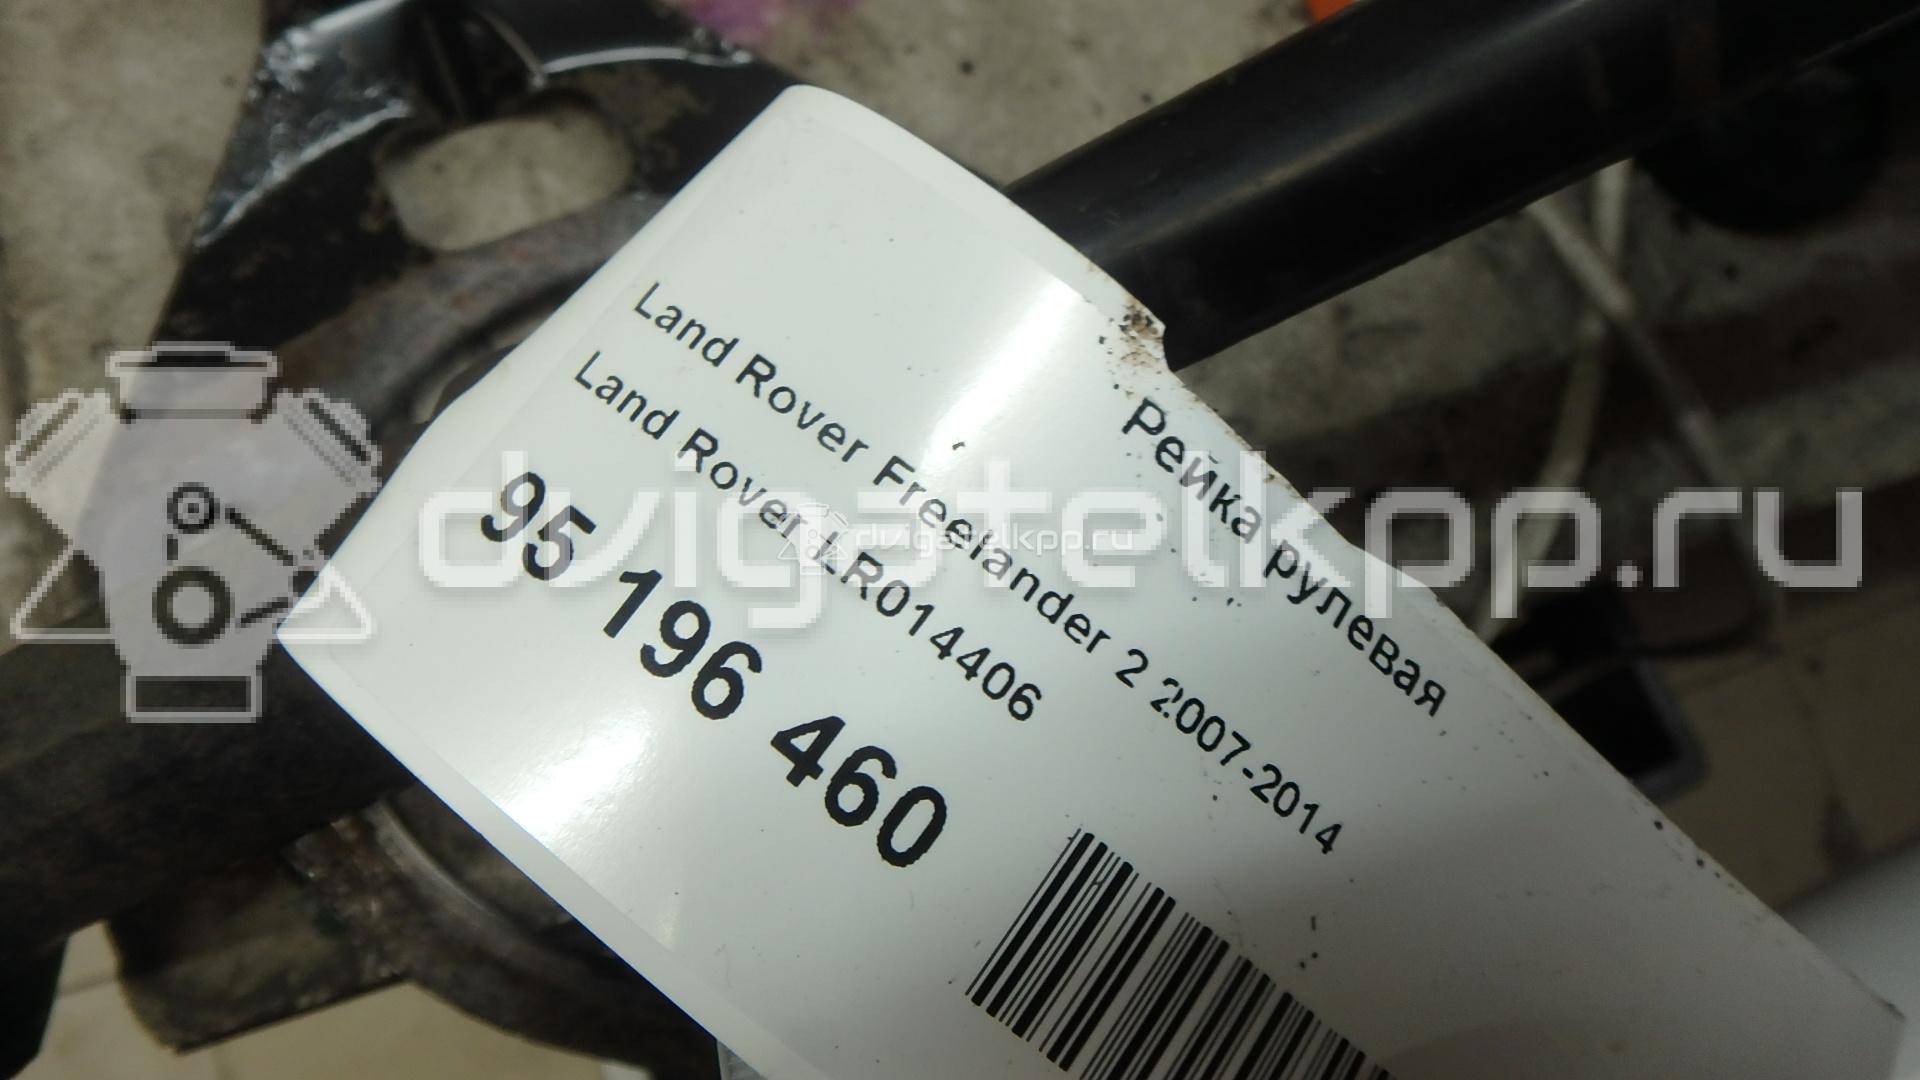 Рейка рулевая
Land Rover Freelander 2 2007-2014
Land Rover LR014406
95 196 460
dvigatelkpp.ru
dvigatelkpp.ru